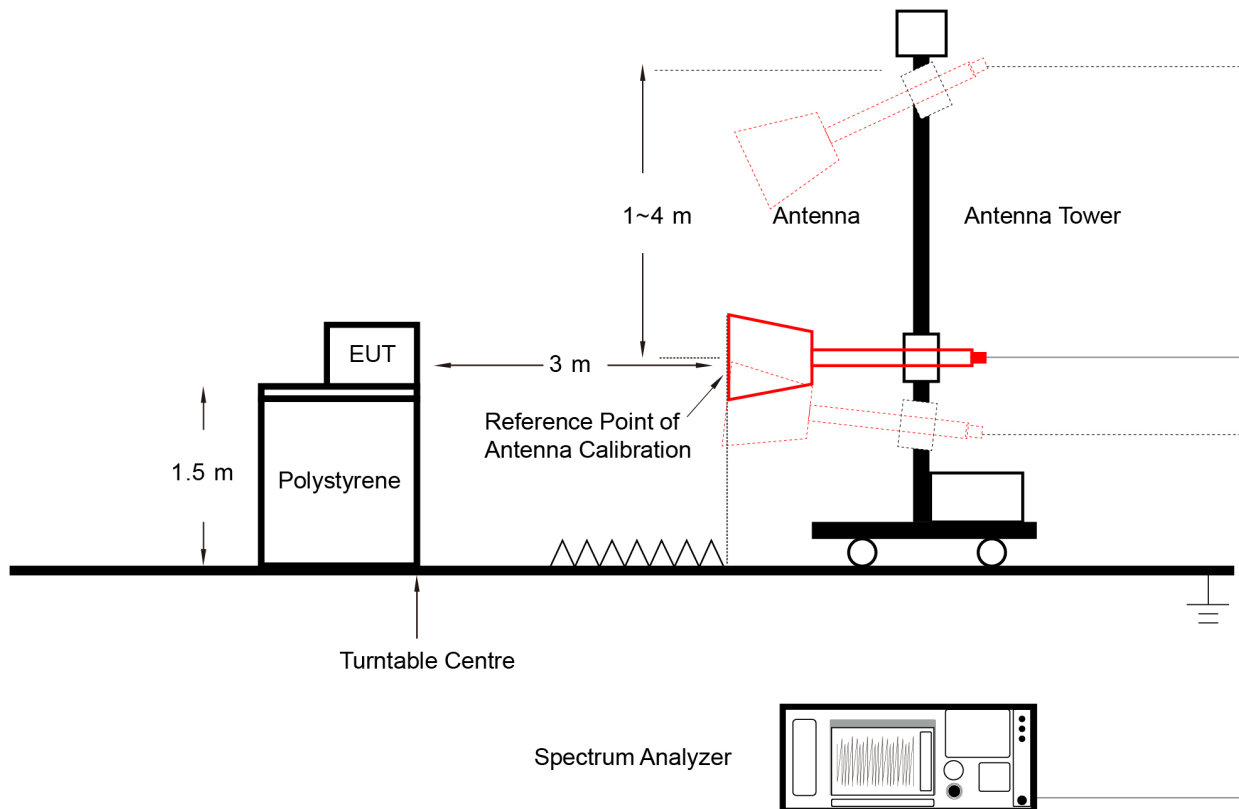 1~4 m
Antenna
Antenna Tower
EUT
3 m
Reference Point of
Antenna Calibration
1.5 m
Polystyrene
Turntable Centre
Spectrum Analyzer